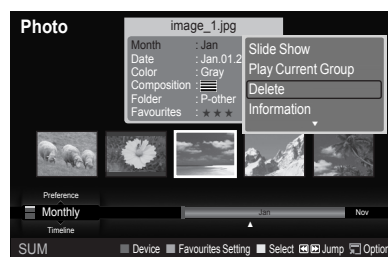 Photo
image_1.jpg
Month : Jan
Date : Jan.01.2
Color : Gray
Composition :
Folder : P-other
Favourites : ★ ★ ★
Slide Show
Play Current Group
Delete
Information
Preference
Monthly
Timeline
Jan
Nov
SUM
Device
Favourites Setting
Select
Jump
Option